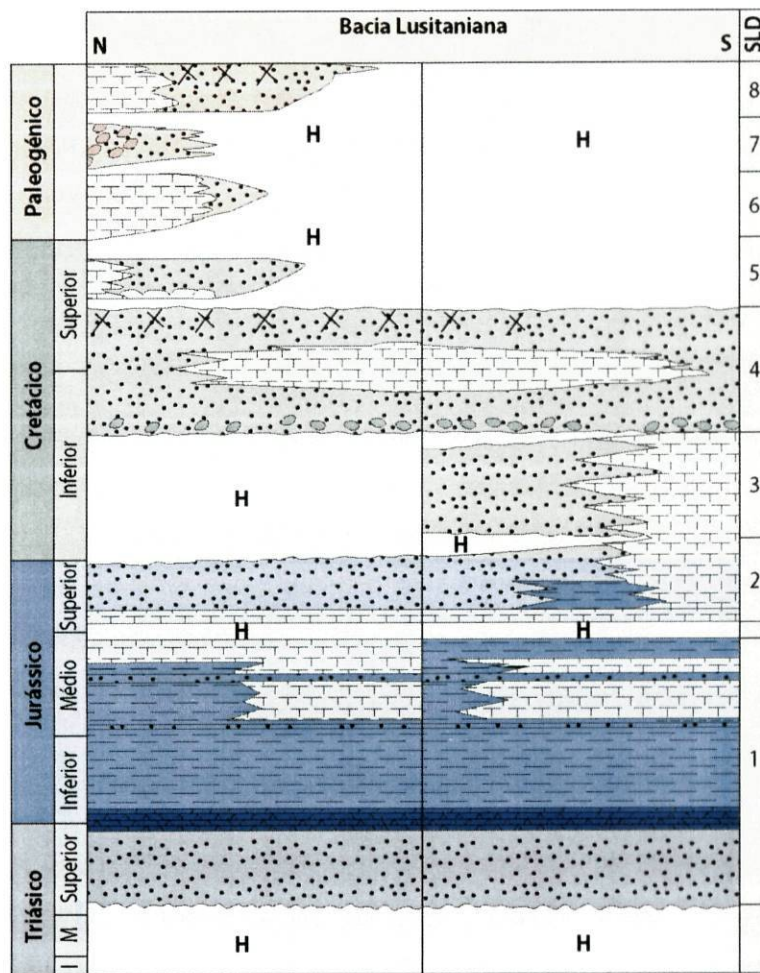 Bacia Lusitaniana
N S SLD
Paleogénico
Cretácico
Superior
Inferior
Jurássico
Superior
Médio
Inferior
Triásico
Superior
M
I
H H
H
H
H
H H
H H
8
7
6
5
4
3
2
1